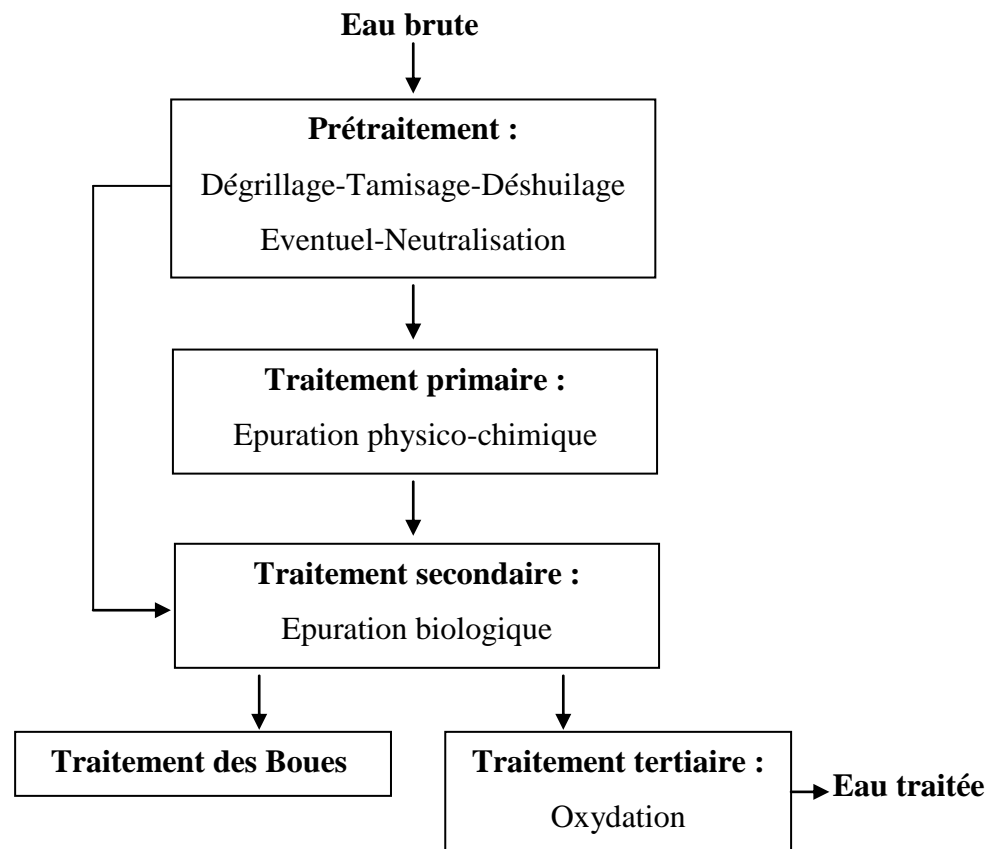 Eau brute
Prétraitement :
Dégrillage-Tamisage-Déshuilage
Eventuel-Neutralisation
Traitement primaire :
Epuration physico-chimique
Traitement secondaire :
Epuration biologique
Traitement des Boues
Traitement tertiaire :
Oxydation
Eau traitée